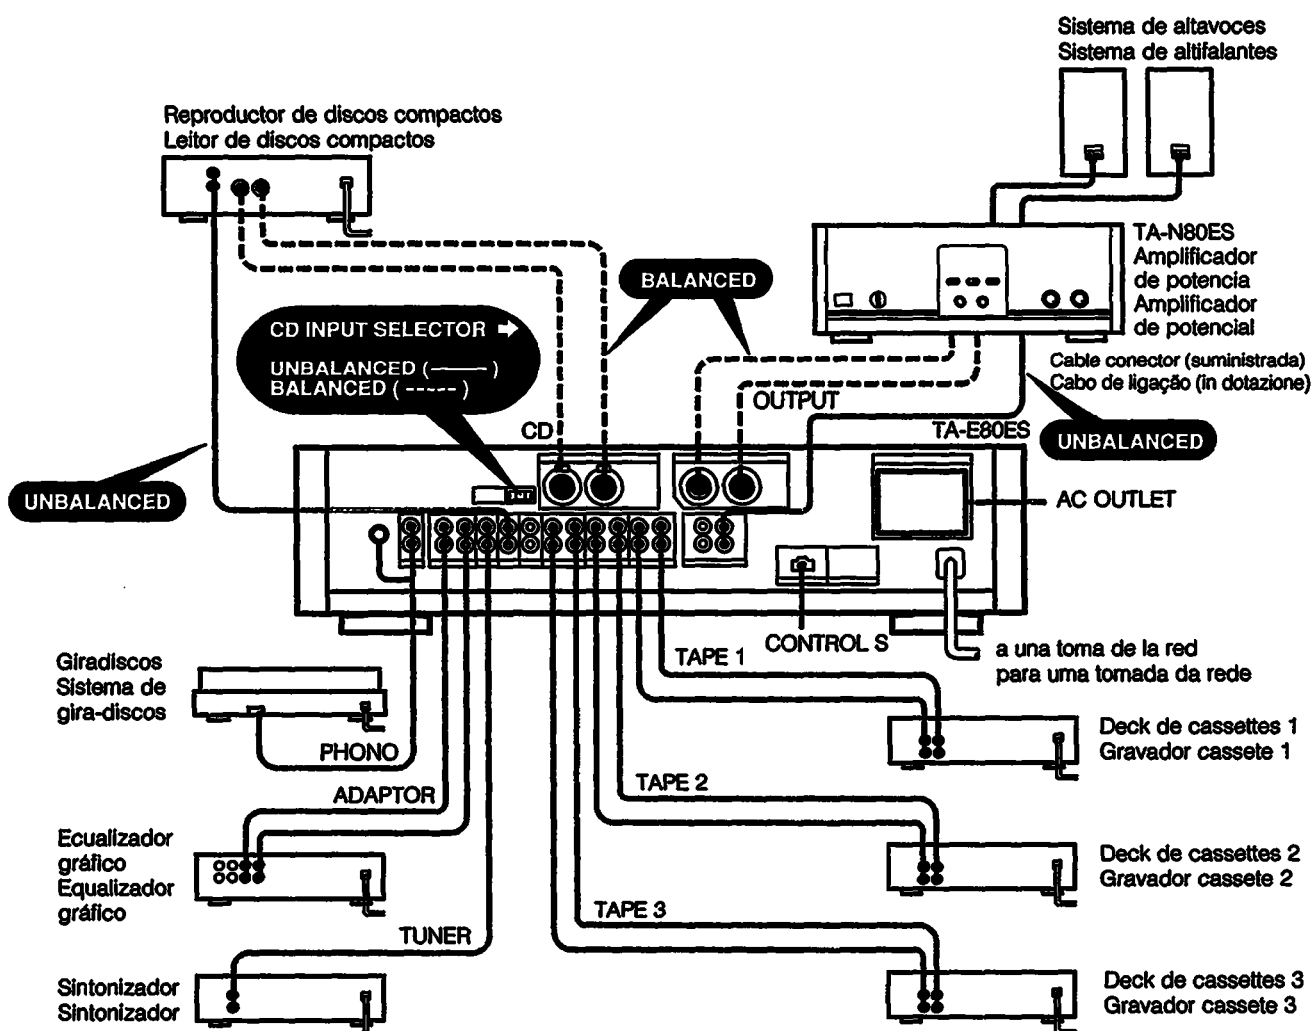 Sistema de altavoces
Sistema de altifalantes
Reproductor de discos compactos
Leitor de discos compactos
TA-N80ES
Amplificador
de potencia
Amplificador
de potencial
BALANCED
CD INPUT SELECTOR
UNBALANCED (——)
BALANCED (-----)
Cable conector (suministrada)
Cabo de ligação (in dotazione)
OUTPUT
CD
TA-E80ES
UNBALANCED
UNBALANCED
AC OUTLET
CONTROL S
a una toma de la red
para uma tomada da rede
TAPE 1
Giradiscos
Sistema de
gira-discos
PHONO
Deck de cassettes 1
Gravador cassete 1
ADAPTOR
TAPE 2
Ecualizador
gráfico
Equalizador
gráfico
Deck de cassettes 2
Gravador cassete 2
TAPE 3
TUNER
Sintonizador
Sintonizador
Deck de cassettes 3
Gravador cassete 3